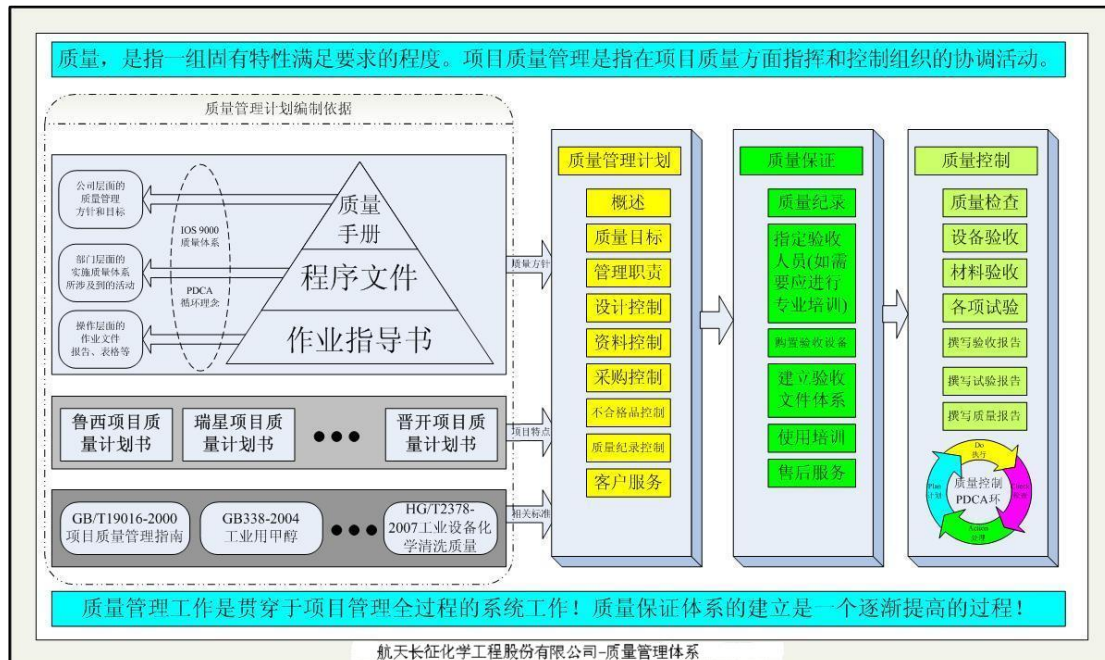 质量，是指一组固有特性满足要求的程度。项目质量管理是指在项目质量方面指挥和控制组织的协调活动。
质量管理计划编制依据
公司层面的
质量管理
方针和目标
部门层面的
实施质量体系
所涉及到的活动
操作层面的
作业文件
报告、表格等
IOS 9000
质量体系
PDCA
循环理念
质量
手册
程序文件
作业指导书
质量方针
鲁西项目质
量计划书
瑞星项目质
量计划书
晋开项目质
量计划书
项目特点
GB/T19016-2000
项目质量管理指南
GB338-2004
工业用甲醇
HG/T2378-
2007工业设备化
学清洗质量
相关标准
质量管理计划
概述
质量目标
管理职责
设计控制
资料控制
采购控制
不合格品控制
质量纪录控制
客户服务
质量保证
质量纪录
指定验收
人员(如需
要应进行
专业培训)
购置验收设备
建立验收
文件体系
使用培训
售后服务
质量控制
质量检查
设备验收
材料验收
各项试验
撰写验收报告
撰写试验报告
撰写质量报告
Do
执行
Plan
计划
质量控制
PDCA环
Check
检查
Action
处理
质量管理工作是贯穿于项目管理全过程的系统工作！质量保证体系的建立是一个逐渐提高的过程！
航天长征化学工程股份有限公司-质量管理体系